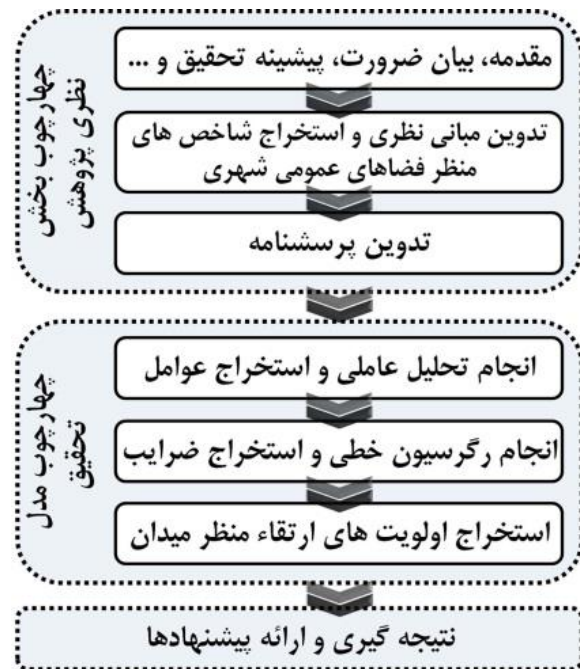 چهارچوب بخش
نظری پژوهش
مقدمه، بیان ضرورت، پیشینه تحقیق و ...
تدوین مبانی نظری و استخراج شاخص های
منظر فضاهای عمومی شهری
تدوین پرسشنامه
چهارچوب مدل
تحقیق
انجام تحلیل عاملی و استخراج عوامل
انجام رگرسیون خطی و استخراج ضرایب
استخراج اولویت های ارتقاء منظر میدان
نتیجه گیری و ارائه پیشنهادها